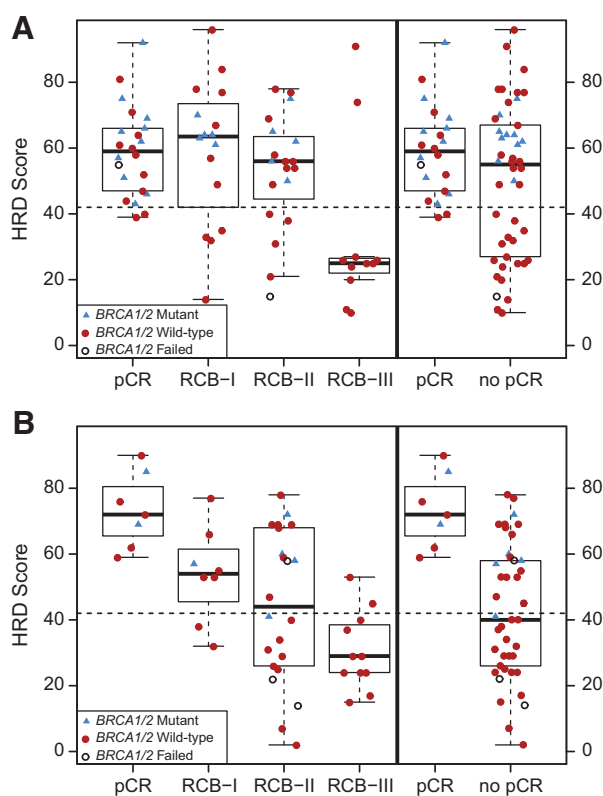 A
HRD Score
80
60
40
20
0
80
60
40
20
0
▲ BRCA1/2 Mutant
● BRCA1/2 Wild-type
○ BRCA1/2 Failed
pCR RCB−I RCB−II RCB−III pCR no pCR
B
HRD Score
80
60
40
20
0
80
60
40
20
0
▲ BRCA1/2 Mutant
● BRCA1/2 Wild-type
○ BRCA1/2 Failed
pCR RCB−I RCB−II RCB−III pCR no pCR